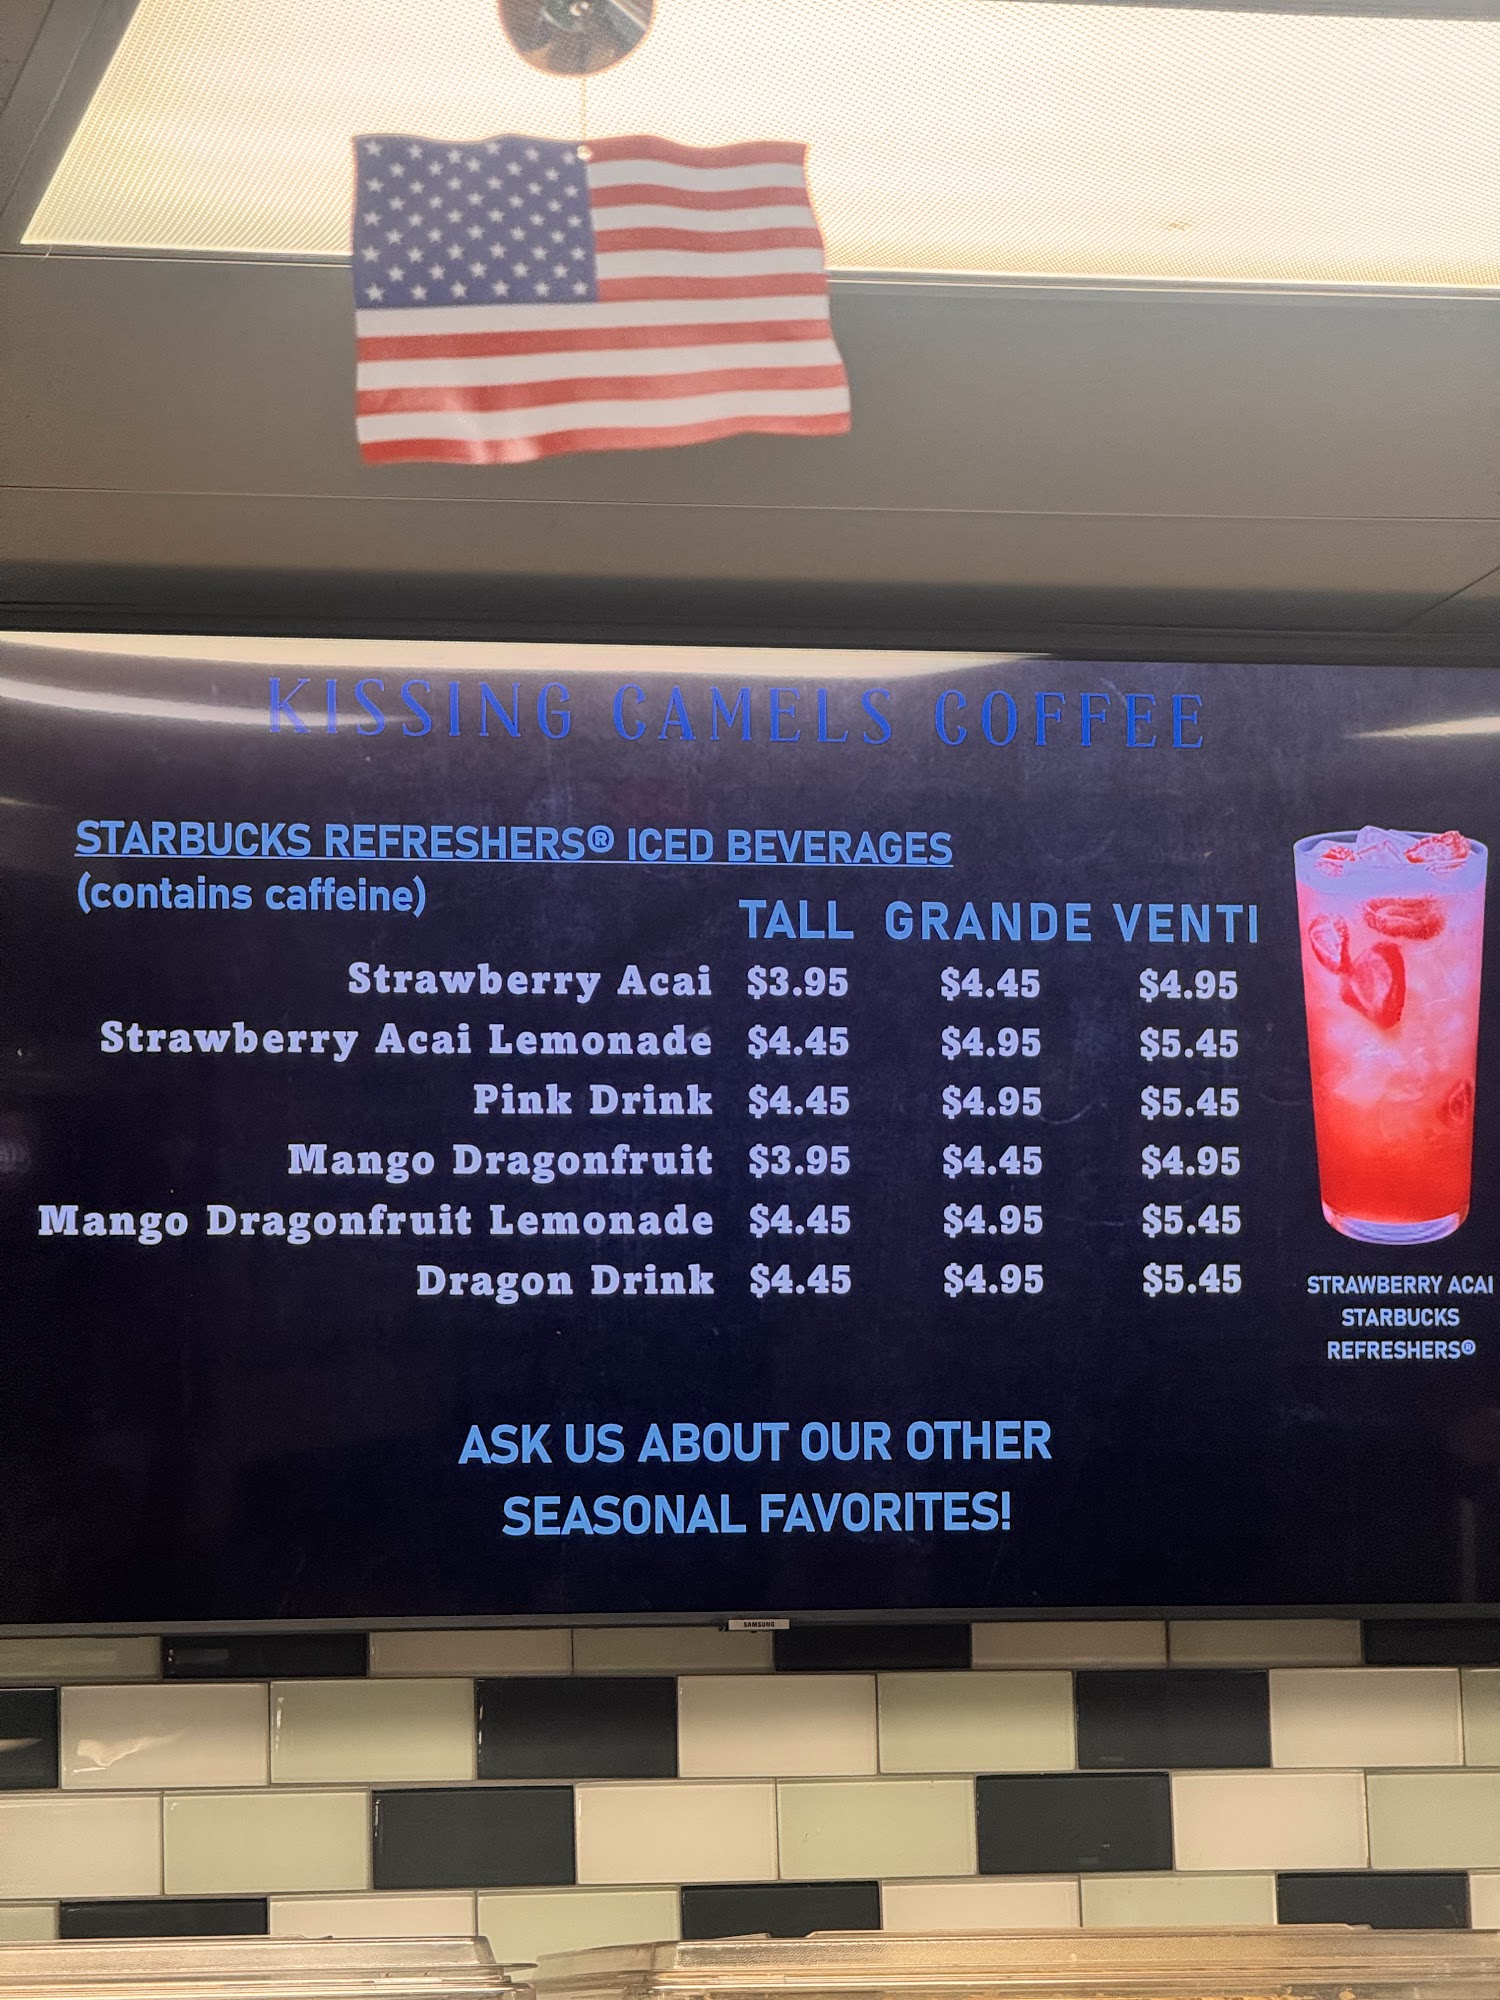 KISSING CAMELS COFFEE
STARBUCKS REFRESHERS® ICED BEVERAGES
(contains caffeine)
TALL GRANDE VENTI
Strawberry Acai $3.95 $4.45 $4.95
Strawberry Acai Lemonade $4.45 $4.95 $5.45
Pink Drink $4.45 $4.95 $5.45
Mango Dragonfruit $3.95 $4.45 $4.95
Mango Dragonfruit Lemonade $4.45 $4.95 $5.45
Dragon Drink $4.45 $4.95 $5.45
STRAWBERRY ACAI
STARBUCKS
REFRESHERS®
ASK US ABOUT OUR OTHER
SEASONAL FAVORITES!
SAMSUNG